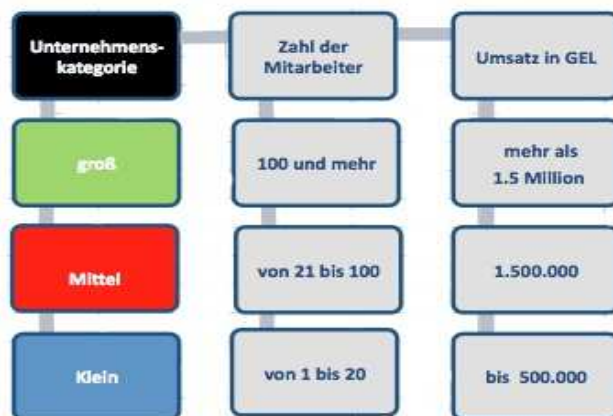 Unternehmens-
kategorie
Zahl der
Mitarbeiter
Umsatz in GEL
groß
100 und mehr
mehr als
1.5 Million
Mittel
von 21 bis 100
1.500.000
Klein
von 1 bis 20
bis 500.000